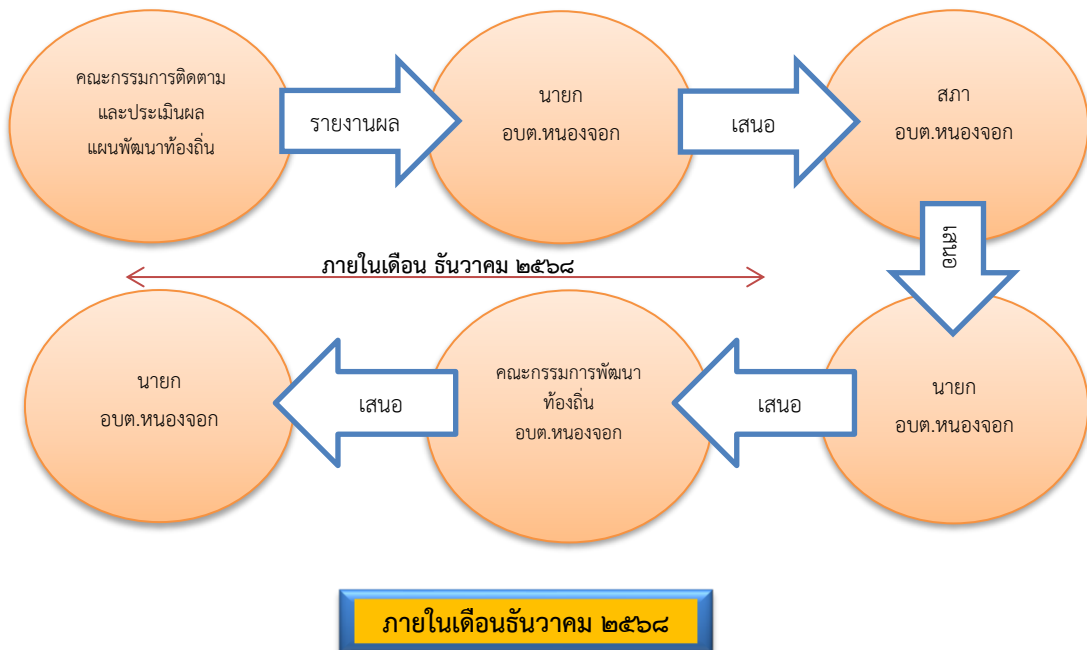 คณะกรรมการติดตาม
และประเมินผล
แผนพัฒนาท้องถิ่น
รายงานผล
นายก
อบต.หนองจอก
เสนอ
สภา
อบต.หนองจอก
เสนอ
ภายในเดือน ธันวาคม ๒๕๖๘
นายก
อบต.หนองจอก
เสนอ
คณะกรรมการพัฒนา
ท้องถิ่น
อบต.หนองจอก
เสนอ
นายก
อบต.หนองจอก
ภายในเดือนธันวาคม ๒๕๖๘